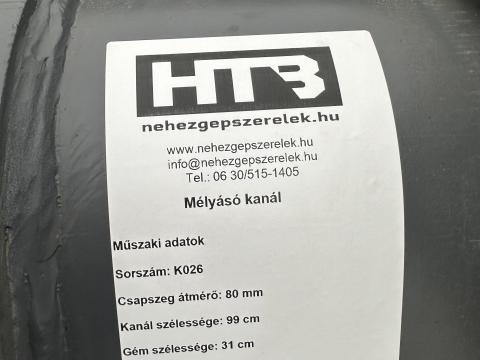 HTB
nehezgepszerelek.hu
www.nehezgepszerelek.hu
info@nehezgepszerelek.hu
Tel.: 06 30/515-1405
Mélyásó kanál
Műszaki adatok
Sorszám: K026
Csapszeg átmérő: 80 mm
Kanál szélessége: 99 cm
Gém szélessége: 31 cm